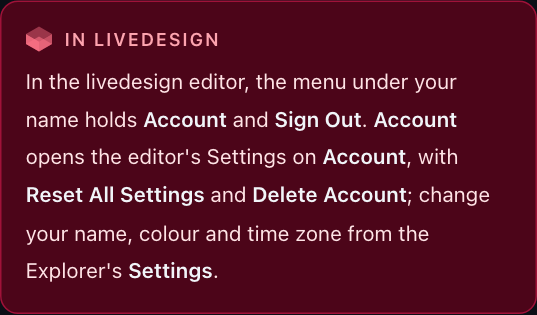 IN LIVEDESIGN
In the livedesign editor, the menu under your
name holds Account and Sign Out. Account
opens the editor's Settings on Account, with
Reset All Settings and Delete Account; change
your name, colour and time zone from the
Explorer's Settings.